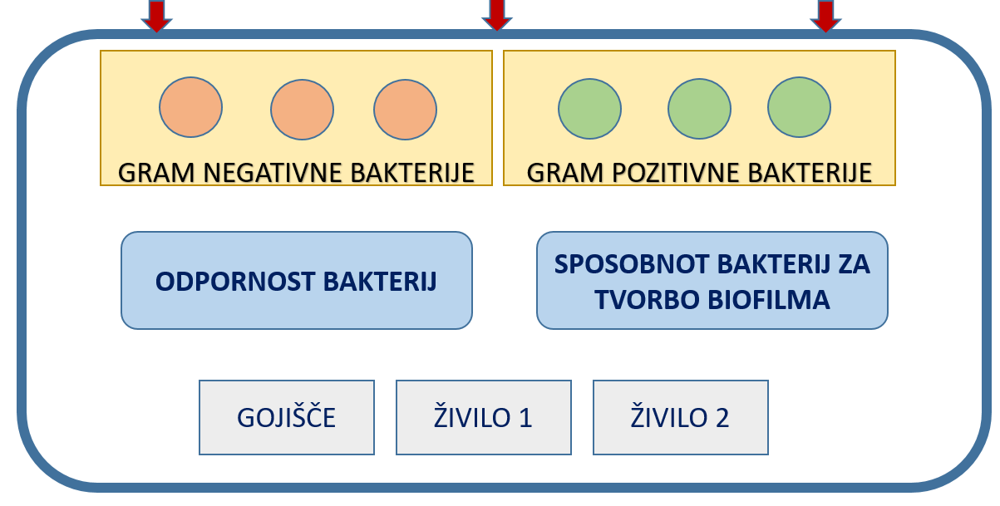 GRAM NEGATIVNE BAKTERIJE
GRAM POZITIVNE BAKTERIJE
ODPORNOST BAKTERIJ
SPOSOBNOT BAKTERIJ ZA
TVORBO BIOFILMA
GOJIŠČE
ŽIVILO 1
ŽIVILO 2